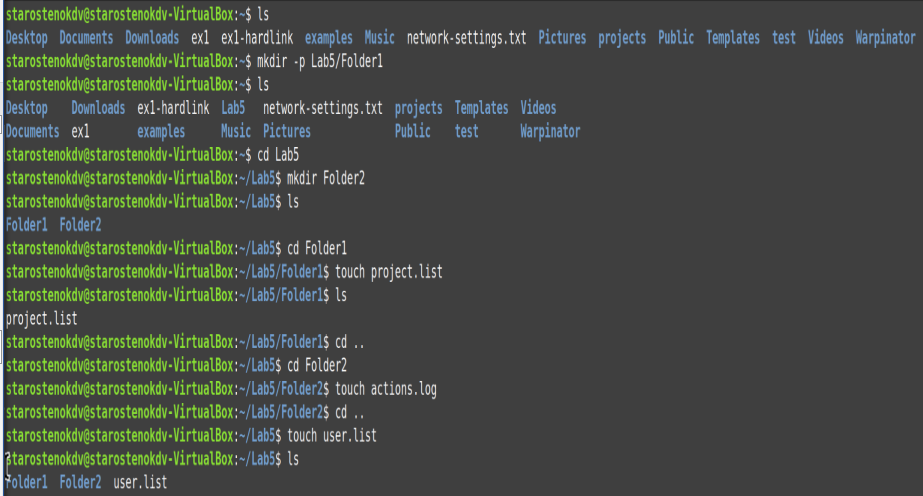 starostenokdv@starostenokdv-VirtualBox:~$ ls
Desktop Documents Downloads ex1 ex1-hardlink examples Music network-settings.txt Pictures projects Public Templates test Videos Warpinator
starostenokdv@starostenokdv-VirtualBox:~$ mkdir -p Lab5/Folder1
starostenokdv@starostenokdv-VirtualBox:~$ ls
Desktop Downloads ex1-hardlink Lab5 network-settings.txt projects Templates Videos
Documents ex1 examples Music Pictures Public test Warpinator
starostenokdv@starostenokdv-VirtualBox:~$ cd Lab5
starostenokdv@starostenokdv-VirtualBox:~/Lab5$ mkdir Folder2
starostenokdv@starostenokdv-VirtualBox:~/Lab5$ ls
Folder1 Folder2
starostenokdv@starostenokdv-VirtualBox:~/Lab5$ cd Folder1
starostenokdv@starostenokdv-VirtualBox:~/Lab5/Folder1$ touch project.list
starostenokdv@starostenokdv-VirtualBox:~/Lab5/Folder1$ ls
project.list
starostenokdv@starostenokdv-VirtualBox:~/Lab5/Folder1$ cd ..
starostenokdv@starostenokdv-VirtualBox:~/Lab5$ cd Folder2
starostenokdv@starostenokdv-VirtualBox:~/Lab5/Folder2$ touch actions.log
starostenokdv@starostenokdv-VirtualBox:~/Lab5/Folder2$ cd ..
starostenokdv@starostenokdv-VirtualBox:~/Lab5$ touch user.list
starostenokdv@starostenokdv-VirtualBox:~/Lab5$ ls
Folder1 Folder2 user.list